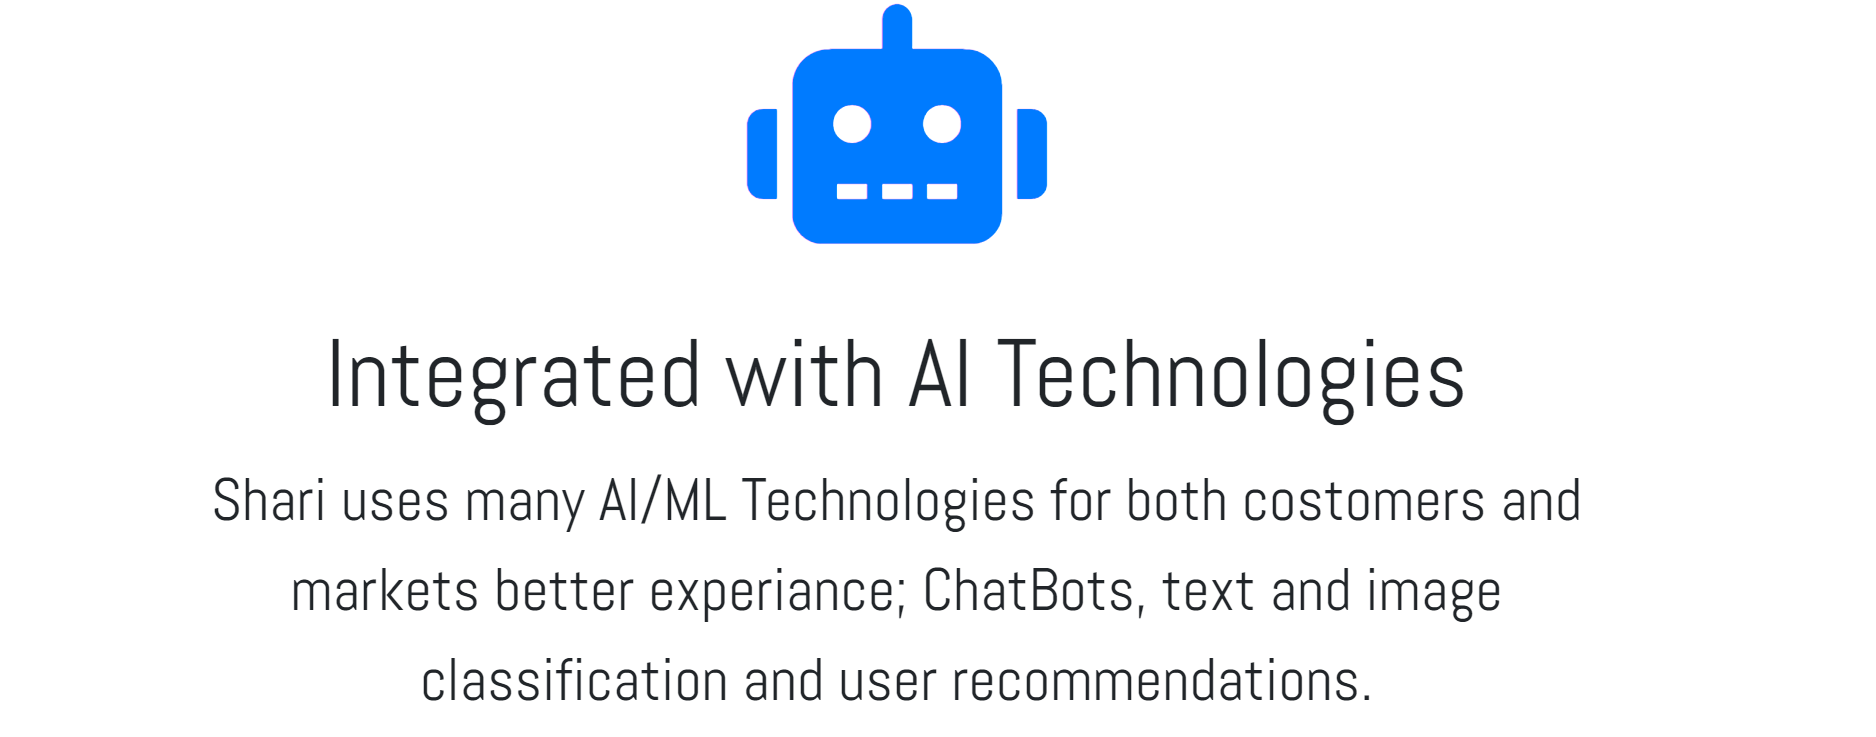 Integrated with AI Technologies
Shari uses many AI/ML Technologies for both costomers and
markets better experiance; ChatBots, text and image
classification and user recommendations.